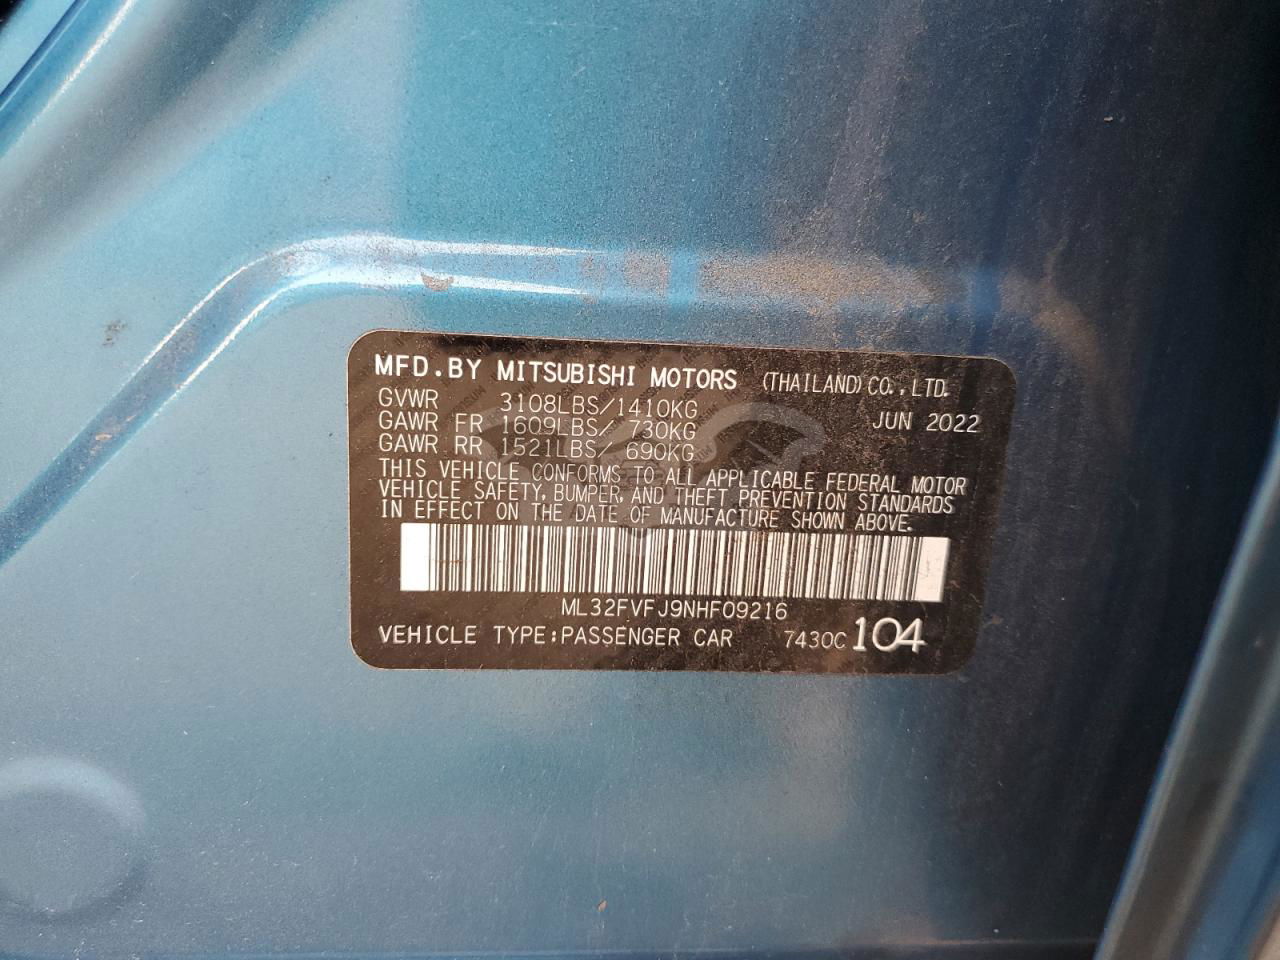 MFD.BY MITSUBISHI MOTORS (THAILAND)CO.,LTD.
GVWR 3108LBS/1410KG JUN 2022
GAWR FR 1609LBS/ 730KG
GAWR RR 1521LBS/ 690KG
THIS VEHICLE CONFORMS TO ALL APPLICABLE FEDERAL MOTOR
VEHICLE SAFETY, BUMPER, AND THEFT PREVENTION STANDARDS
IN EFFECT ON THE DATE OF MANUFACTURE SHOWN ABOVE.
ML32FVFJ9NHF09216
VEHICLE TYPE:PASSENGER CAR 7430C 104